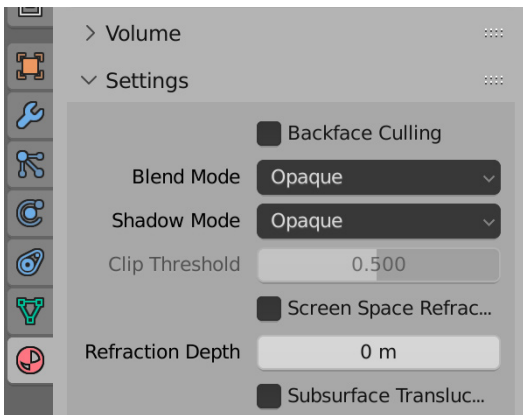 Volume
Settings
Backface Culling
Blend Mode Opaque
Shadow Mode Opaque
Clip Threshold 0.500
Screen Space Refrac...
Refraction Depth 0 m
Subsurface Transluc...